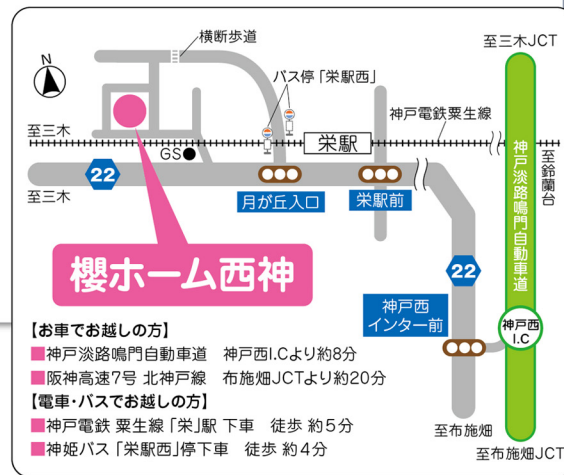 N
横断歩道
至三木JCT
バス停「栄駅西」
至三木
神戸電鉄粟生線
栄駅
GS●
至鈴蘭台
神戸淡路鳴門自動車道
22
至三木
月が丘入口
栄駅前
櫻ホーム西神
22
神戸西
インター前
神戸西
I.C
【お車でお越しの方】
■神戸淡路鳴門自動車道 神戸西I.Cより約8分
■阪神高速7号 北神戸線 布施畑JCTより約20分
【電車・バスでお越しの方】
■神戸電鉄 粟生線 「栄」駅 下車 徒歩 約5分
■神姫バス 「栄駅西」停下車 徒歩 約4分
至布施畑
至布施畑JCT